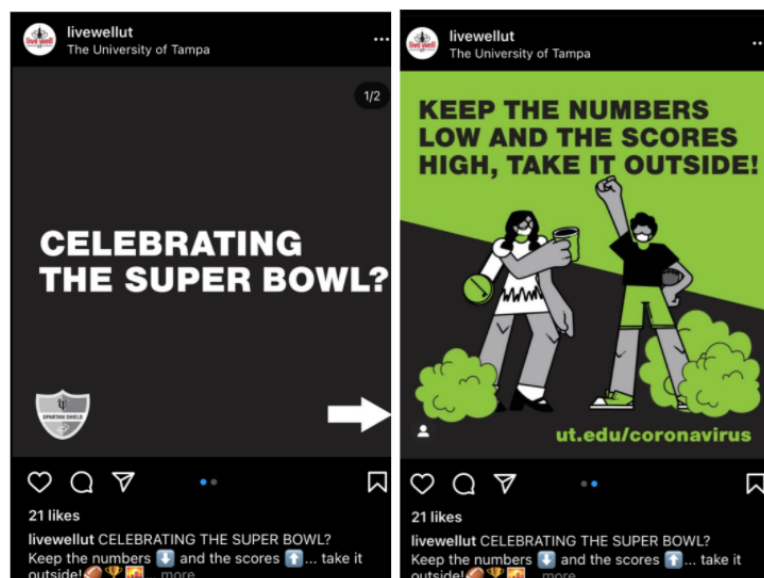 livewellut
The University of Tampa
1/2
CELEBRATING
THE SUPER BOWL?
SPARTAN SHIELD
21 likes
livewellut CELEBRATING THE SUPER BOWL?
Keep the numbers ⬇️ and the scores ⬆️... take it
outside!🏈🏆🎉 ... more
livewellut
The University of Tampa
KEEP THE NUMBERS
LOW AND THE SCORES
HIGH, TAKE IT OUTSIDE!
ut.edu/coronavirus
21 likes
livewellut CELEBRATING THE SUPER BOWL?
Keep the numbers ⬇️ and the scores ⬆️... take it
outside!🏈🏆🎉 ... more